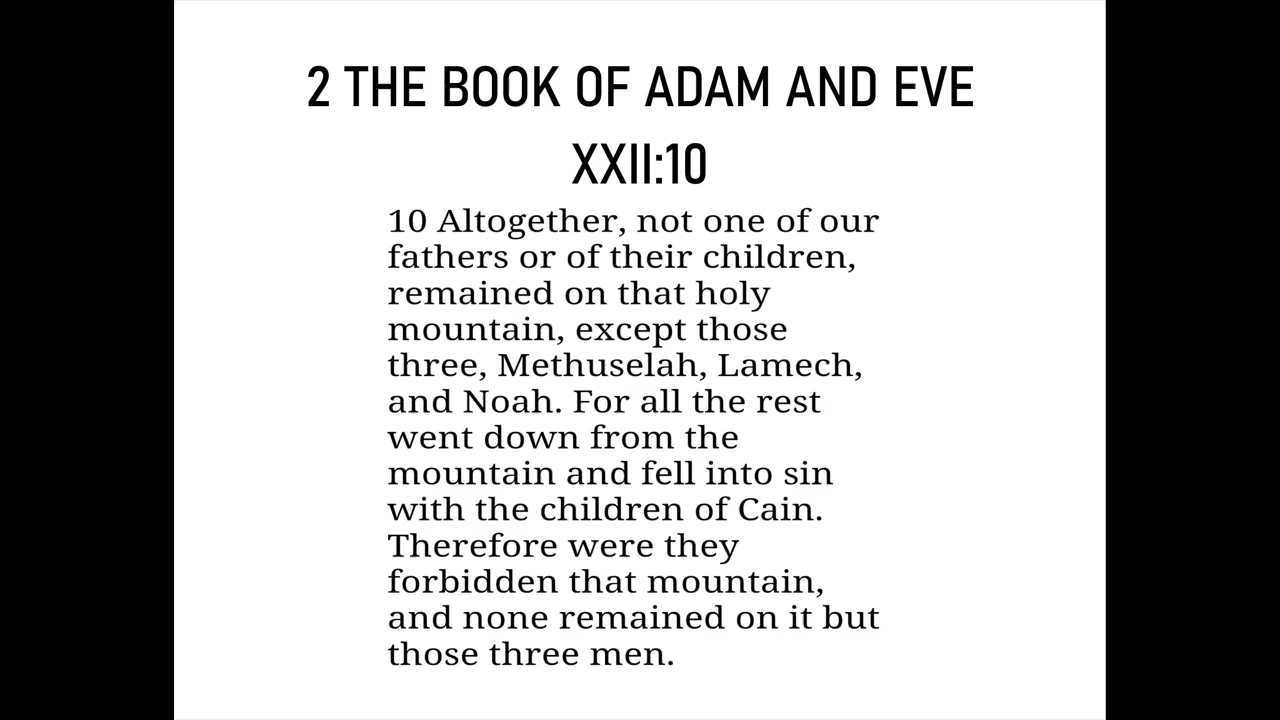 2 THE BOOK OF ADAM AND EVE
XXII:10
10 Altogether, not one of our
fathers or of their children,
remained on that holy
mountain, except those
three, Methuselah, Lamech,
and Noah. For all the rest
went down from the
mountain and fell into sin
with the children of Cain.
Therefore were they
forbidden that mountain,
and none remained on it but
those three men.